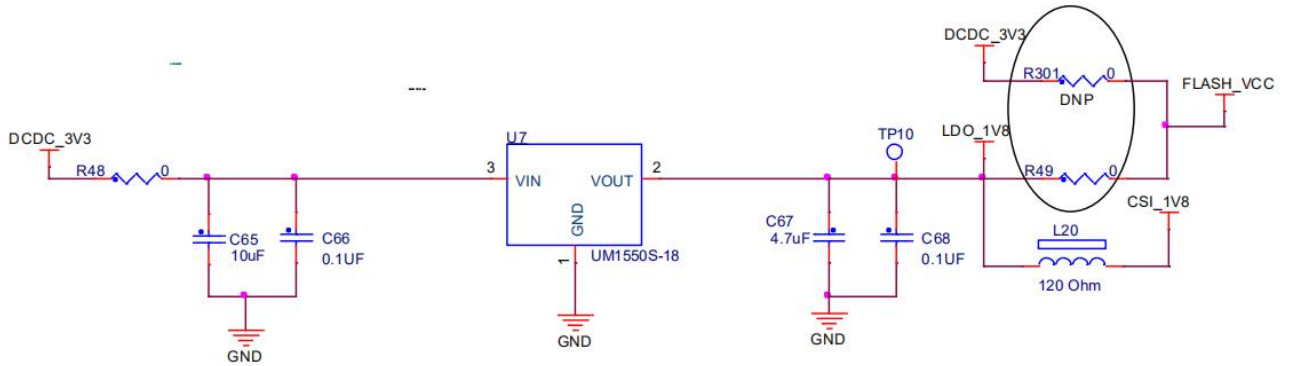 DCDC_3V3
R301 0
DNP
FLASH_VCC
DCDC_3V3
R48 0
U7
3 VIN VOUT 2
GND
1
UM1550S-18
TP10
LDO_1V8
R49 0
CSI_1V8
L20
120 Ohm
C65
10uF
C66
0.1UF
C67
4.7uF
C68
0.1UF
GND
GND
GND